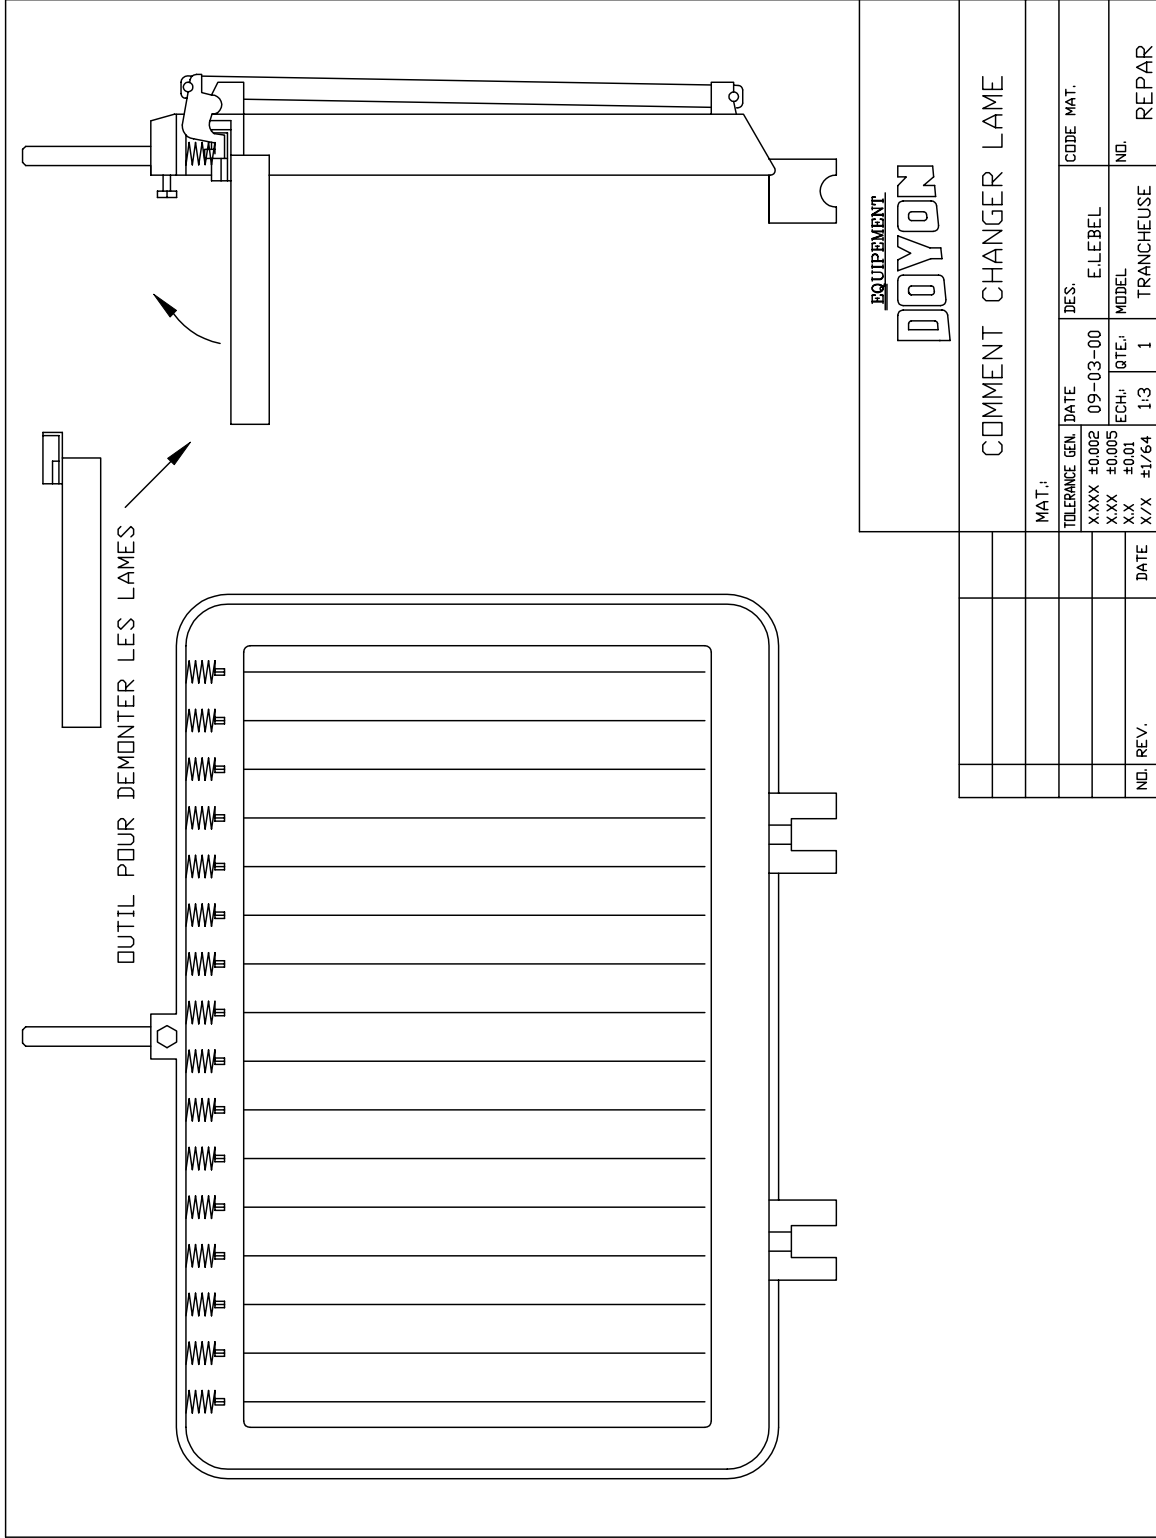 OUTIL POUR DEMONTER LES LAMES
EQUIPEMENT
DOYON
COMMENT CHANGER LAME
MAT.:
TOLERANCE GEN.
X.XXX ±0.002
X.XX ±0.005
X.X ±0.01
X/X ±1/64
DATE
09-03-00
DES.
E.LEBEL
CODE MAT.
ECH.:
1:3
QTE.:
1
MODEL
TRANCHEUSE
NO.
REPAR
NO.
REV.
DATE